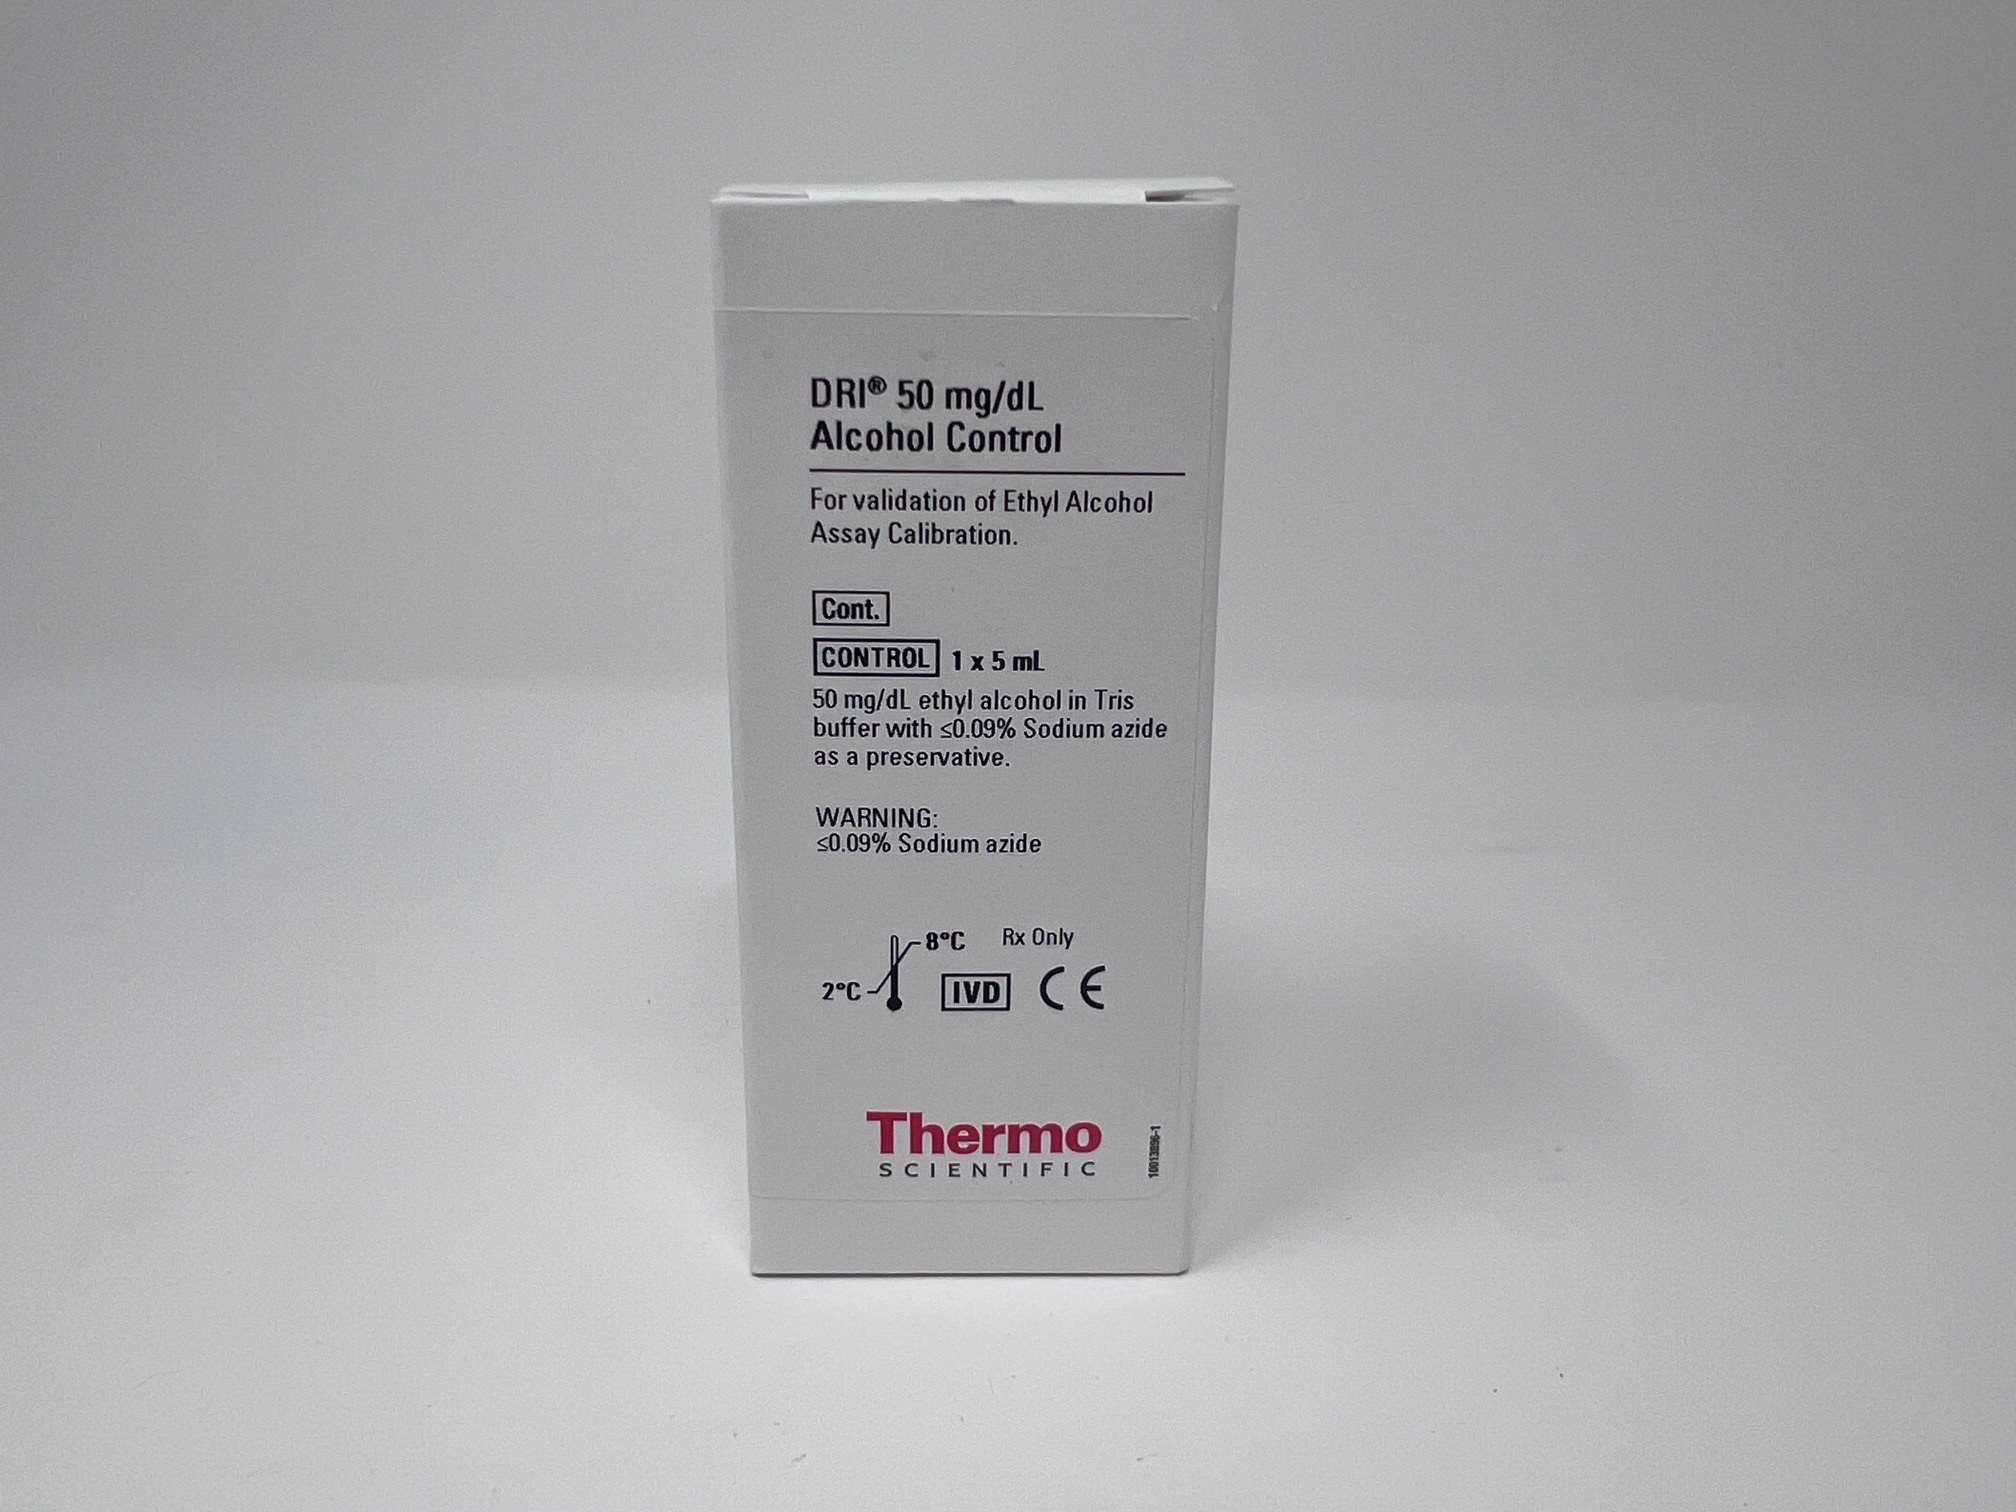 DRI® 50 mg/dL
Alcohol Control
For validation of Ethyl Alcohol
Assay Calibration.
Cont.
CONTROL 1 x 5 mL
50 mg/dL ethyl alcohol in Tris
buffer with ≤0.09% Sodium azide
as a preservative.
WARNING:
≤0.09% Sodium azide
8°C Rx Only
2°C IVD CE
Thermo
SCIENTIFIC
10013896-1